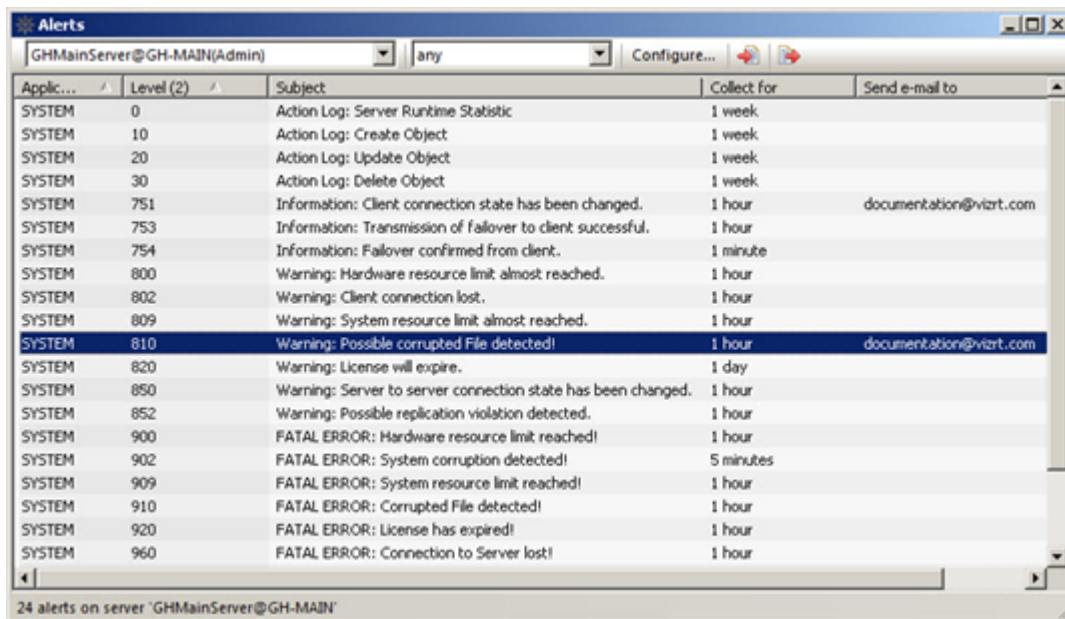 Alerts
GHMainServer@GH-MAIN(Admin) any Configure...
Applic... Level (2) Subject Collect for Send e-mail to
SYSTEM 0 Action Log: Server Runtime Statistic 1 week
SYSTEM 10 Action Log: Create Object 1 week
SYSTEM 20 Action Log: Update Object 1 week
SYSTEM 30 Action Log: Delete Object 1 week
SYSTEM 751 Information: Client connection state has been changed. 1 hour documentation@vizrt.com
SYSTEM 753 Information: Transmission of failover to client successful. 1 hour
SYSTEM 754 Information: Failover confirmed from client. 1 minute
SYSTEM 800 Warning: Hardware resource limit almost reached. 1 hour
SYSTEM 802 Warning: Client connection lost. 1 hour
SYSTEM 809 Warning: System resource limit almost reached. 1 hour
SYSTEM 810 Warning: Possible corrupted File detected! 1 hour documentation@vizrt.com
SYSTEM 820 Warning: License will expire. 1 day
SYSTEM 850 Warning: Server to server connection state has been changed. 1 hour
SYSTEM 852 Warning: Possible replication violation detected. 1 hour
SYSTEM 900 FATAL ERROR: Hardware resource limit reached! 1 hour
SYSTEM 902 FATAL ERROR: System corruption detected! 5 minutes
SYSTEM 909 FATAL ERROR: System resource limit reached! 1 hour
SYSTEM 910 FATAL ERROR: Corrupted File detected! 1 hour
SYSTEM 920 FATAL ERROR: License has expired! 1 hour
SYSTEM 960 FATAL ERROR: Connection to Server lost! 1 hour
24 alerts on server 'GHMainServer@GH-MAIN'